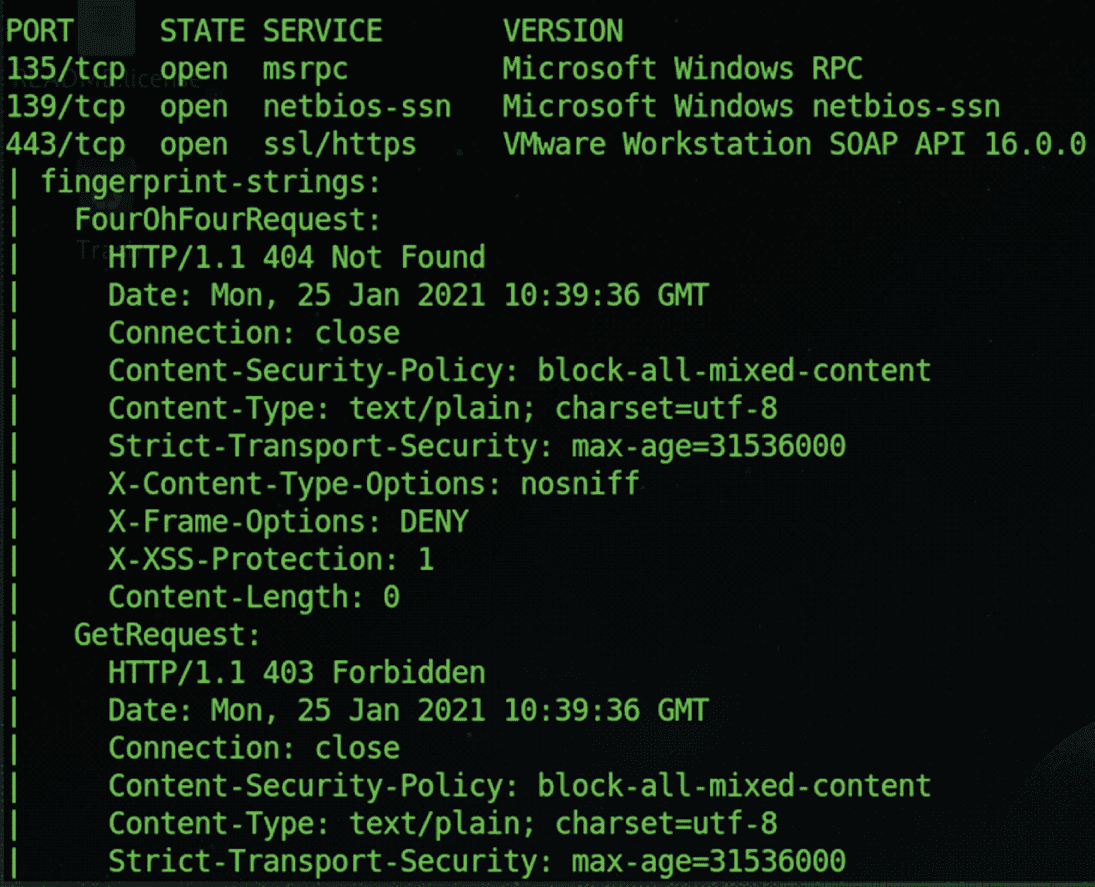 PORT STATE SERVICE VERSION
135/tcp open msrpc Microsoft Windows RPC
139/tcp open netbios-ssn Microsoft Windows netbios-ssn
443/tcp open ssl/https VMware Workstation SOAP API 16.0.0
| fingerprint-strings:
| FourOhFourRequest:
| HTTP/1.1 404 Not Found
| Date: Mon, 25 Jan 2021 10:39:36 GMT
| Connection: close
| Content-Security-Policy: block-all-mixed-content
| Content-Type: text/plain; charset=utf-8
| Strict-Transport-Security: max-age=31536000
| X-Content-Type-Options: nosniff
| X-Frame-Options: DENY
| X-XSS-Protection: 1
| Content-Length: 0
| GetRequest:
| HTTP/1.1 403 Forbidden
| Date: Mon, 25 Jan 2021 10:39:36 GMT
| Connection: close
| Content-Security-Policy: block-all-mixed-content
| Content-Type: text/plain; charset=utf-8
| Strict-Transport-Security: max-age=31536000